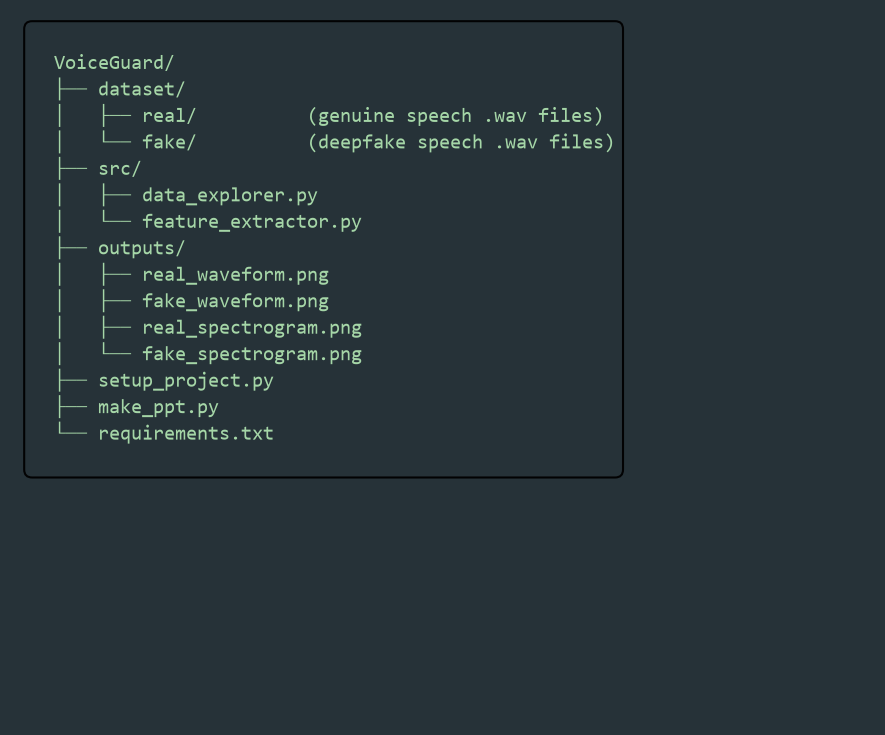 VoiceGuard/
├── dataset/
│   ├── real/          (genuine speech .wav files)
│   └── fake/          (deepfake speech .wav files)
├── src/
│   ├── data_explorer.py
│   └── feature_extractor.py
├── outputs/
│   ├── real_waveform.png
│   ├── fake_waveform.png
│   ├── real_spectrogram.png
│   └── fake_spectrogram.png
├── setup_project.py
├── make_ppt.py
└── requirements.txt